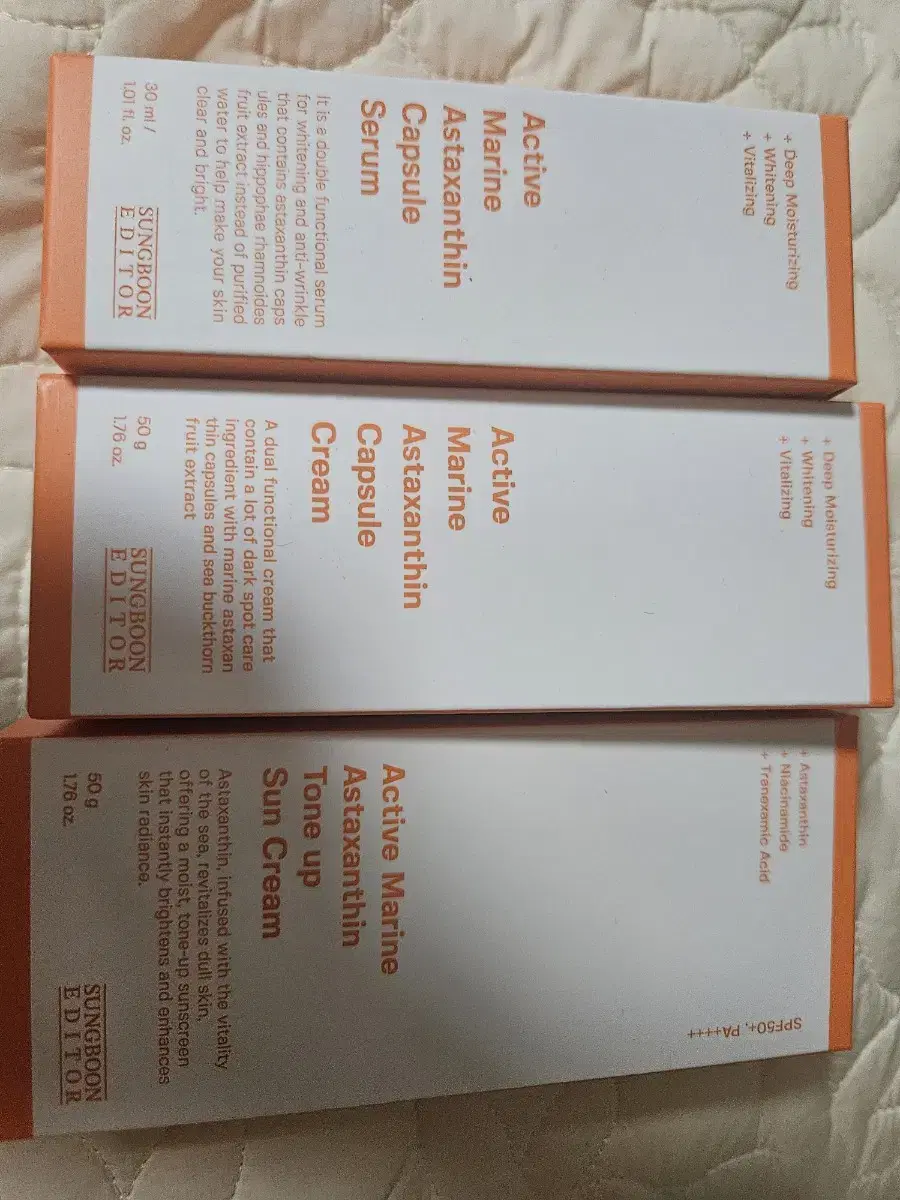 + Deep Moisturizing
+ Whitening
+ Vitalizing
Active
Marine
Astaxanthin
Capsule
Serum
It is a double functional serum
for whitening and anti-wrinkle
that contains astaxanthin caps
ules and hippophae rhamnoides
fruit extract instead of purified
water to help make your skin
clear and bright.
30 ml /
1.01 fl. oz.
SUNGBOON
EDITOR
+ Deep Moisturizing
+ Whitening
+ Vitalizing
Active
Marine
Astaxanthin
Capsule
Cream
A dual functional cream that
contain a lot of dark spot care
ingredient with marine astaxan
thin capsules and sea buckthorn
fruit extract
50 g
1.76 oz.
SUNGBOON
EDITOR
+ Astaxanthin
+ Niacinamide
+ Tranexamic Acid
SPF50+, PA++++
Active Marine
Astaxanthin
Tone up
Sun Cream
Astaxanthin, infused with the vitality
of the sea, revitalizes dull skin,
offering a moist, tone-up sunscreen
that instantly brightens and enhances
skin radiance.
50 g
1.76 oz.
SUNGBOON
EDITOR